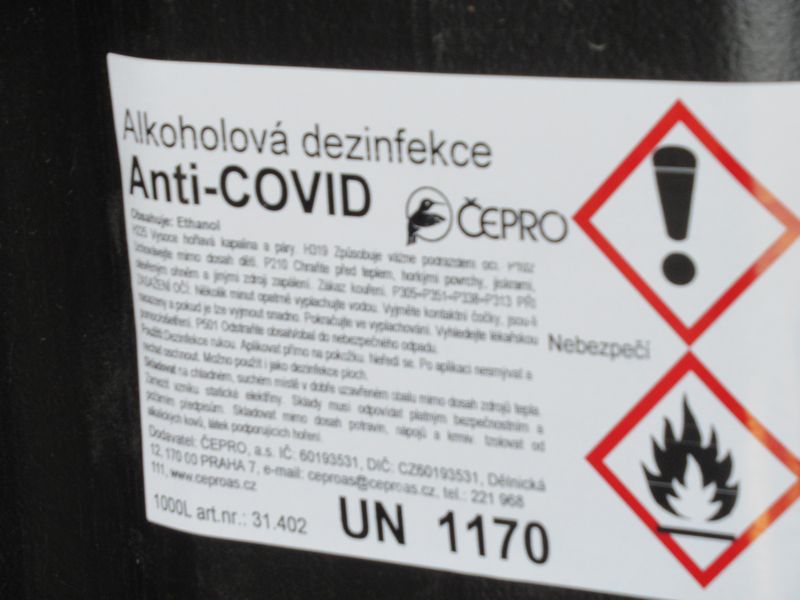 Alkoholová dezinfekce
Anti-COVID
ČEPRO
Obsahuje: Ethanol
H225 Vysoce hořlavá kapalina a páry. H319 Způsobuje vážné podráždění očí. P102
Uchovávejte mimo dosah dětí. P210 Chraňte před teplem, horkými povrchy, jiskrami,
otevřeným ohněm a jinými zdroji zapálení. Zákaz kouření. P305+P351+P338+P313 PŘI
ZASAŽENÍ OČÍ: Několik minut opatrně vyplachujte vodou. Vyjměte kontaktní čočky, jsou-li
nasazeny a pokud je lze vyjmout snadno. Pokračujte ve vyplachování. Vyhledejte lékařskou
pomoc/ošetření. P501 Odstraňte obsah/obal do nebezpečného odpadu.
Nebezpečí
Použití: Dezinfekce rukou. Aplikovat přímo na pokožku. Neředí se. Po aplikaci nesmývat a
nechat oschnout. Možno použít i jako dezinfekce ploch.
Skladovat na chladném, suchém místě v dobře uzavřeném obalu mimo dosah zdrojů tepla.
Zamezit vzniku statické elektřiny. Sklady musí odpovídat platným bezpečnostním a
požárním předpisům. Skladovat mimo dosah potravin, nápojů a krmiv. Izolovat od
alkalických kovů, látek podporujících hoření.
Dodavatel: ČEPRO, a.s. IČ: 60193531, DIČ: CZ60193531, Dělnická
12, 170 00 PRAHA 7, e-mail: ceproas@ceproas.cz, tel.: 221 968
111, www.ceproas.cz
1000L art.nr.: 31.402
UN 1170